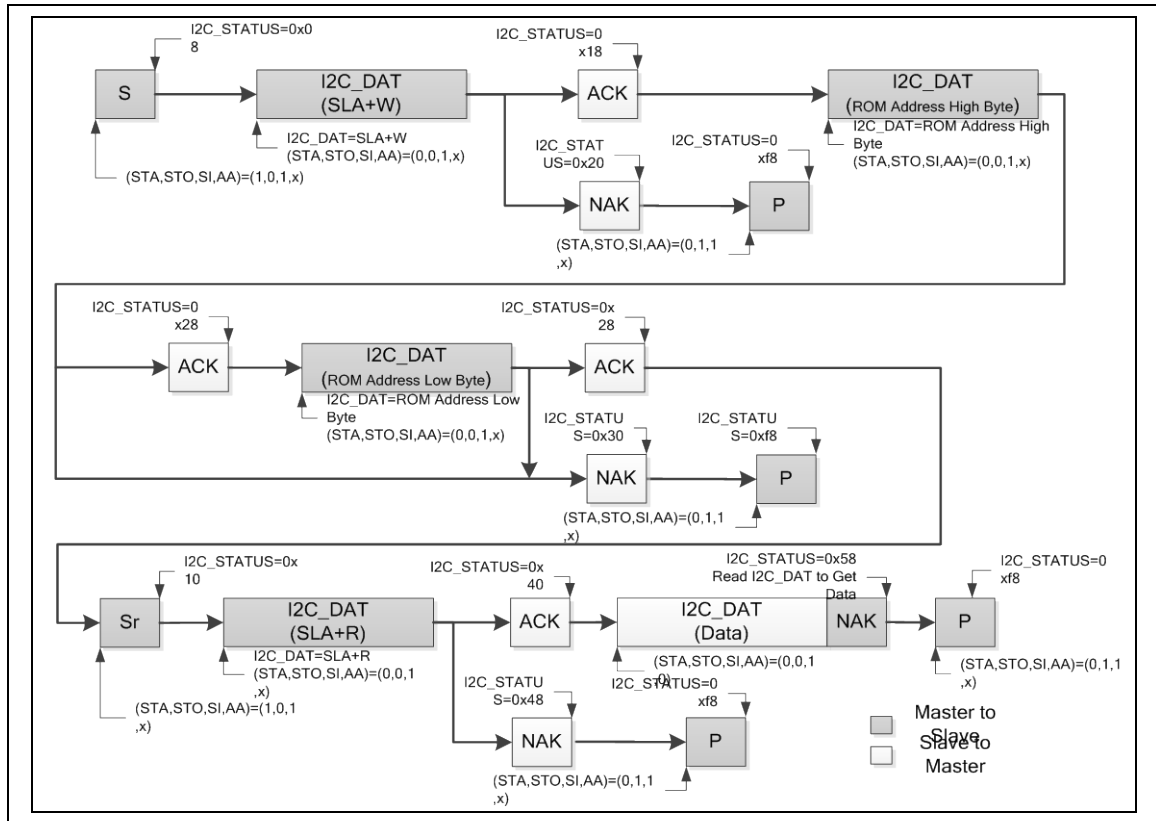 I2C_STATUS=0x0
8
S
I2C_DAT
(SLA+W)
I2C_DAT=SLA+W
(STA,STO,SI,AA)=(0,0,1,x)
(STA,STO,SI,AA)=(1,0,1,x)
I2C_STATUS=0
x18
ACK
I2C_DAT
(ROM Address High Byte)
I2C_DAT=ROM Address High
Byte
(STA,STO,SI,AA)=(0,0,1,x)
I2C_STAT
US=0x20
NAK
I2C_STATUS=0
xf8
P
(STA,STO,SI,AA)=(0,1,1
,x)
I2C_STATUS=0
x28
ACK
I2C_DAT
(ROM Address Low Byte)
I2C_DAT=ROM Address Low
Byte
(STA,STO,SI,AA)=(0,0,1,x)
I2C_STATUS=0x
28
ACK
I2C_STATU
S=0x30
NAK
I2C_STATU
S=0xf8
P
(STA,STO,SI,AA)=(0,1,1
,x)
I2C_STATUS=0x
10
Sr
(STA,STO,SI,AA)=(1,0,1
,x)
I2C_DAT
(SLA+R)
I2C_DAT=SLA+R
(STA,STO,SI,AA)=(0,0,1
,x)
I2C_STATUS=0x
40
ACK
I2C_STATUS=0x58
Read I2C_DAT to Get
Data
I2C_DAT
(Data)
NAK
(STA,STO,SI,AA)=(0,0,1
,0)
I2C_STATUS=0
xf8
P
(STA,STO,SI,AA)=(0,1,1
,x)
I2C_STATU
S=0x48
NAK
I2C_STATUS=0
xf8
P
(STA,STO,SI,AA)=(0,1,1
,x)
Master to
Slave
Slave to
Master